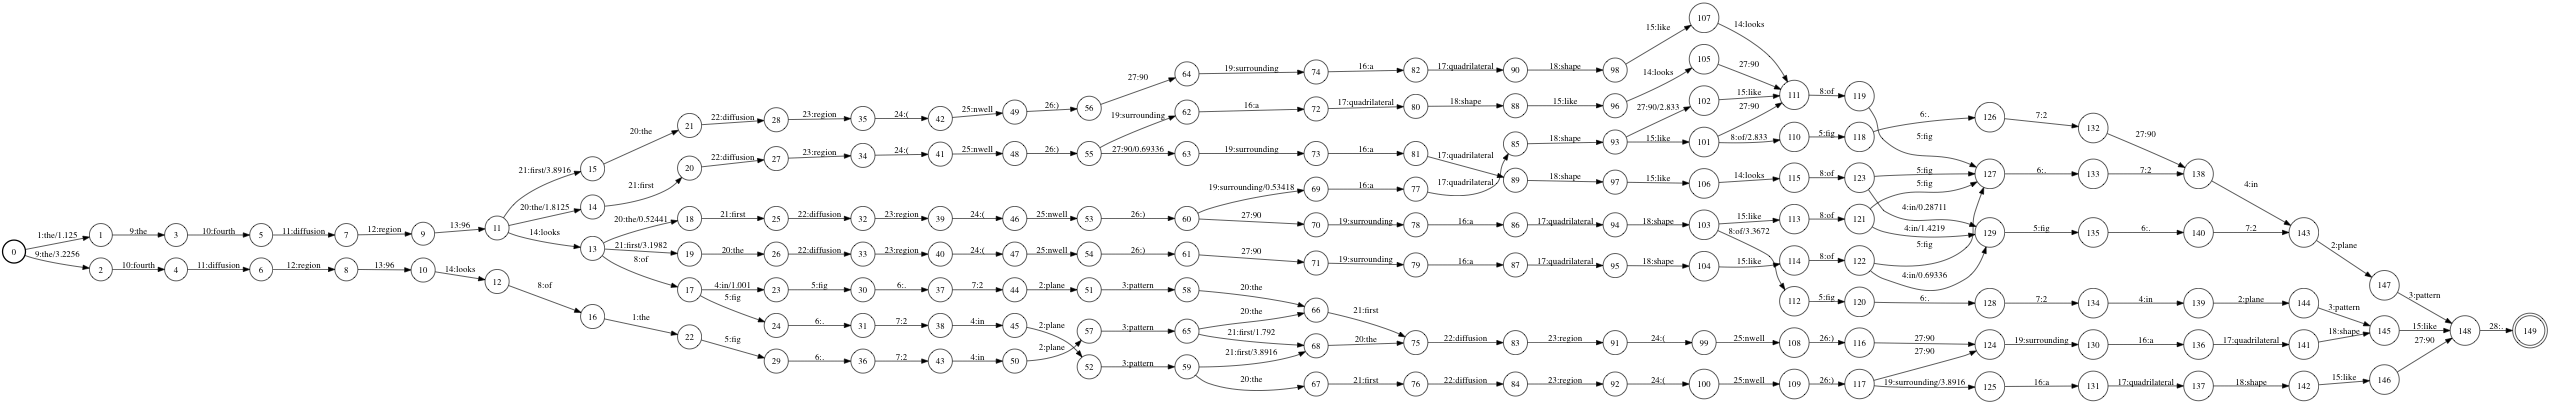 107
15:like 14:looks
64 19:surrounding 74 16:a 82 17:quadrilateral 90 18:shape 98
27:90 14:looks 105 27:90
111 8:of 119
21 22:diffusion 28 23:region 35 24:( 42 25:nwell 49 26:) 56
20:the 19:surrounding 62 16:a 72 17:quadrilateral 80 18:shape 88 15:like 96
27:90/2.833 102 15:like
27:90
6:. 126 7:2 132 27:90
5:fig
20 22:diffusion 27 23:region 34 24:( 41 25:nwell 48 26:) 55 27:90/0.69336 63 19:surrounding 73 16:a 81 17:quadrilateral
85 18:shape 93 15:like 101 8:of/2.833 110 5:fig 118
21:first/3.8916 15 21:first
19:surrounding/0.53418 69 16:a 77 17:quadrilateral 89 18:shape 97 15:like 106 14:looks 115 8:of 123 5:fig 127 6:. 133 7:2 138
5:fig 4:in
20:the/1.8125 14
4:in/0.28711
20:the/0.52441 18 21:first 25 22:diffusion 32 23:region 39 24:( 46 25:nwell 53 26:) 60 27:90 70 19:surrounding 78 16:a 86 17:quadrilateral 94 18:shape 103 15:like 113 8:of 121 4:in/1.4219
0 1:the/1.125 1 9:the 3 10:fourth 5 11:diffusion 7 12:region 9 13:96 11 14:looks 13
8:of/3.3672
129 5:fig 135 6:. 140 7:2 143
21:first/3.1982 19 20:the 26 22:diffusion 33 23:region 40 24:( 47 25:nwell 54 26:) 61 27:90 71 19:surrounding 79 16:a 87 17:quadrilateral 95 18:shape 104 15:like 114 8:of 122 5:fig
4:in/0.69336
2:plane 147 3:pattern
9:the/3.2256 2 10:fourth 4 11:diffusion 6 12:region 8 13:96 10 14:looks 12 8:of 16 1:the 22 5:fig 29 6:. 36 7:2 43 4:in 50 2:plane
8:of 17 4:in/1.001 23 5:fig 30 6:. 37 7:2 44 2:plane 51 3:pattern 58 20:the 66 21:first
112 5:fig 120 6:. 128 7:2 134 4:in 139 2:plane 144 3:pattern
5:fig 24 6:. 31 7:2 38 4:in 45 2:plane
57 3:pattern 65 20:the
21:first/1.792 68 20:the 75 22:diffusion 83 23:region 91 24:( 99 25:nwell 108 26:) 116 27:90 124 19:surrounding 130 16:a 136 17:quadrilateral 141 18:shape 145 15:like 148 28:. 149
52 3:pattern 59 21:first/3.8916
27:90
20:the 67 21:first 76 22:diffusion 84 23:region 92 24:( 100 25:nwell 109 26:) 117 19:surrounding/3.8916 125 16:a 131 17:quadrilateral 137 18:shape 142 15:like 146 27:90